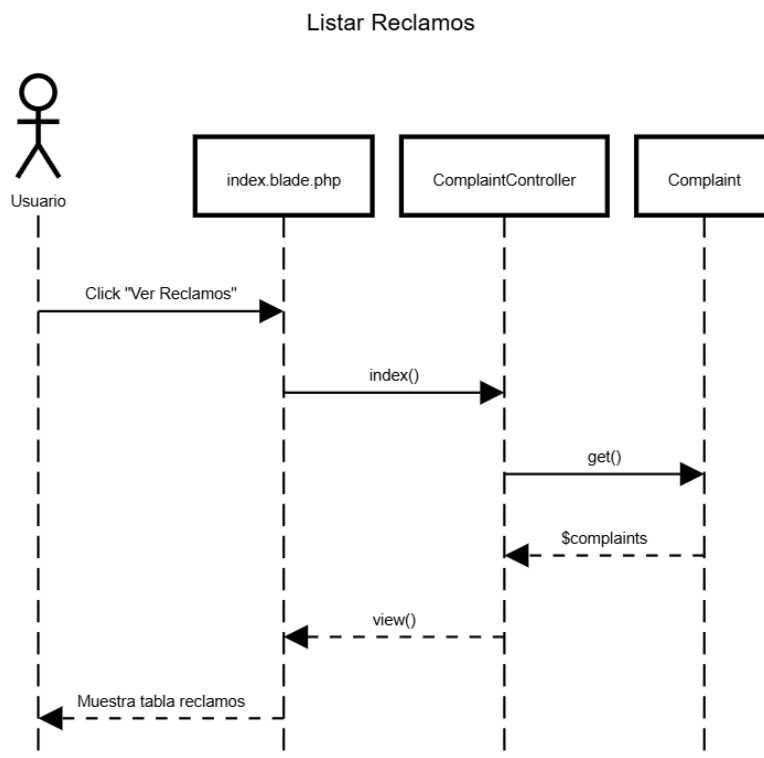 Listar Reclamos
Usuario
index.blade.php
ComplaintController
Complaint
Click "Ver Reclamos"
index()
get()
$complaints
view()
Muestra tabla reclamos